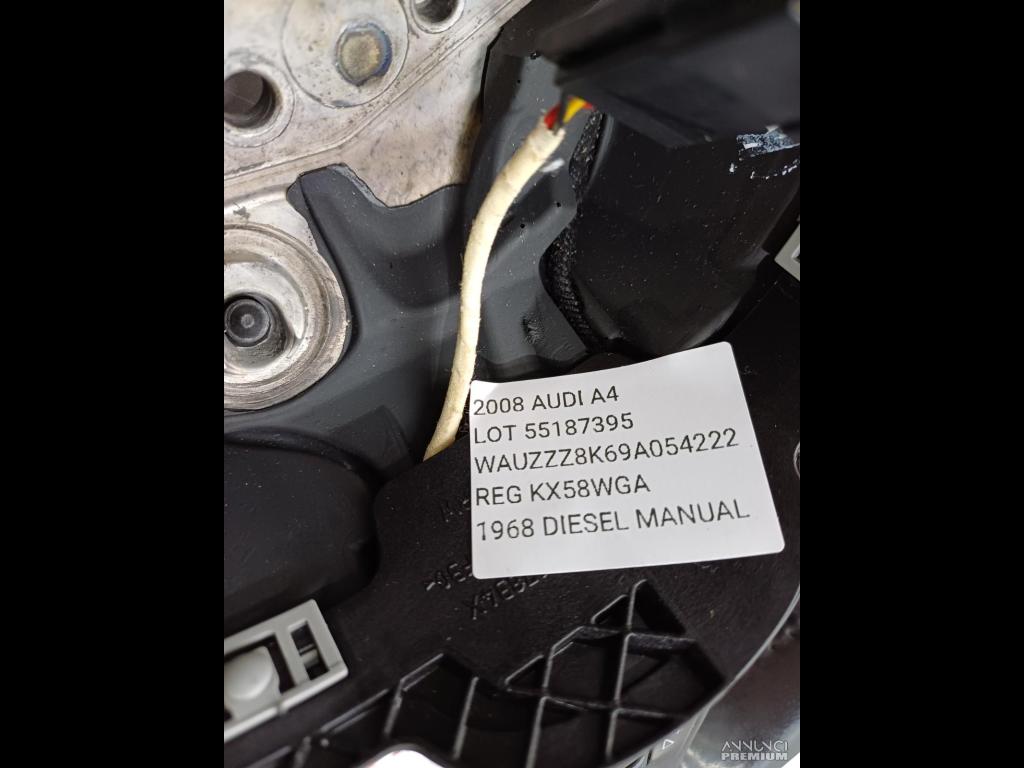 2008 AUDI A4
LOT 55187395
WAUZZZ8K69A054222
REG KX58WGA
1968 DIESEL MANUAL
ANNUNCI
PREMIUM